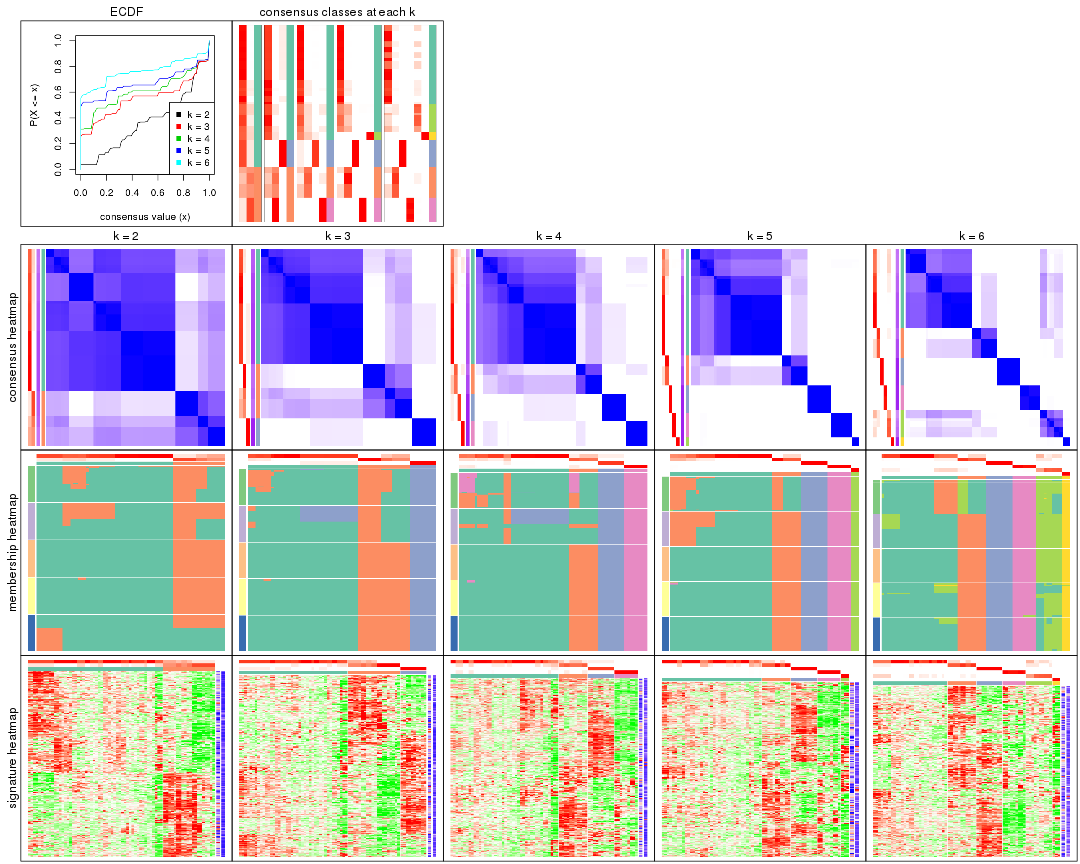 ECDF
consensus classes at each k
P(X <= x)
0.0 0.2 0.4 0.6 0.8 1.0
k = 2
k = 3
k = 4
k = 5
k = 6
0.0 0.2 0.4 0.6 0.8 1.0
consensus value (x)
k = 2
k = 3
k = 4
k = 5
k = 6
consensus heatmap
membership heatmap
signature heatmap